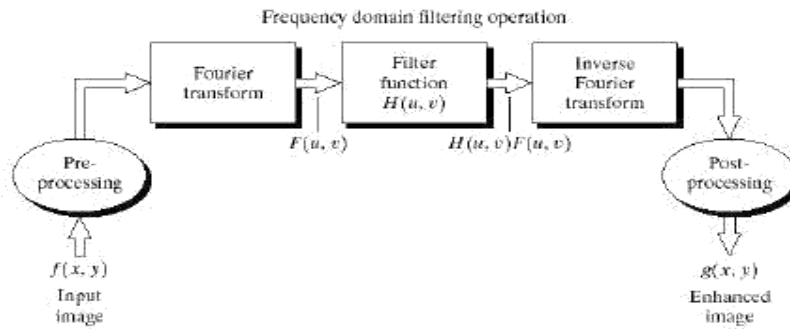 Frequency domain filtering operation
Fourier
transform
Filter
function
H(u, v)
Inverse
Fourier
transform
F(u, v)
H(u, v)F(u, v)
Pre-
processing
Post-
processing
f(x, y)
Input
image
g(x, y)
Enhanced
image